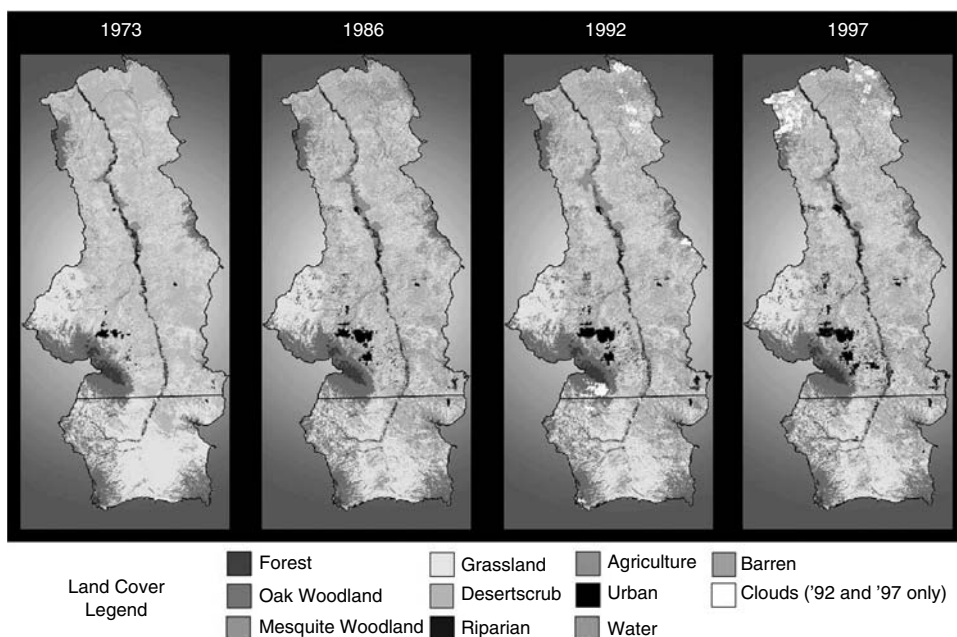 1973 1986 1992 1997
Land Cover
Legend
Forest
Oak Woodland
Mesquite Woodland
Grassland
Desertscrub
Riparian
Agriculture
Urban
Water
Barren
Clouds ('92 and '97 only)